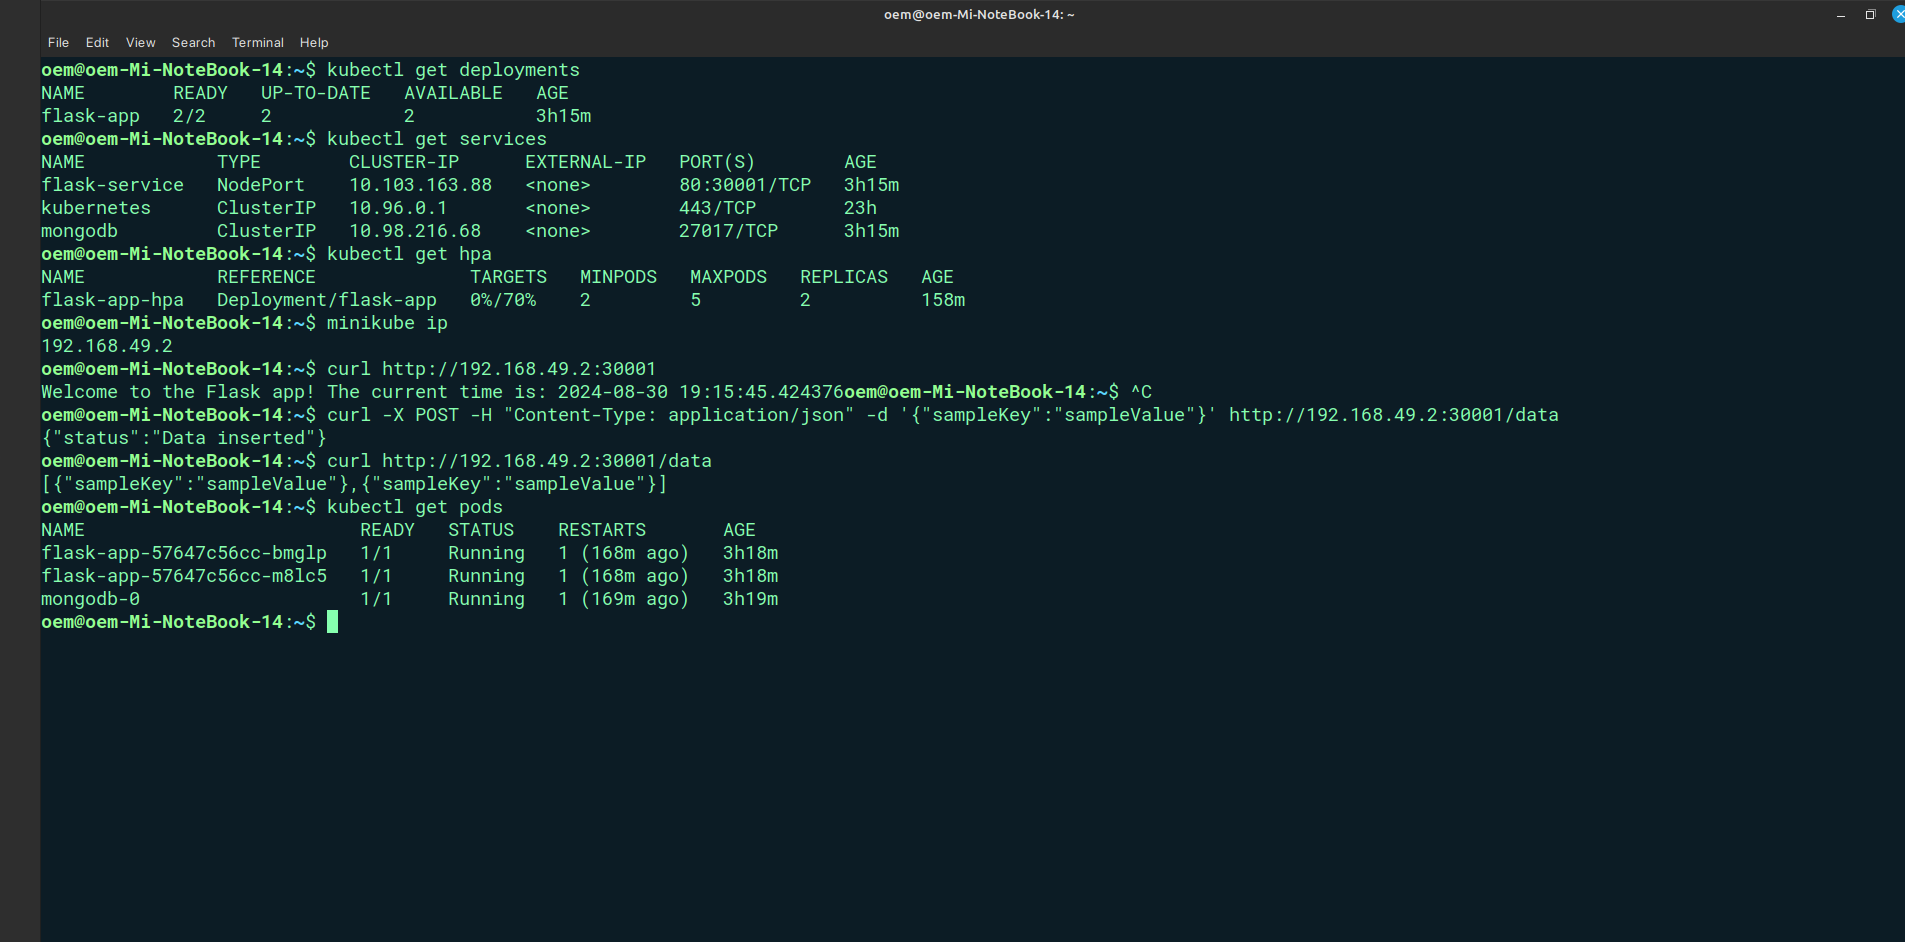 oem@oem-Mi-NoteBook-14: ~
File Edit View Search Terminal Help
oem@oem-Mi-NoteBook-14:~$ kubectl get deployments
NAME        READY   UP-TO-DATE   AVAILABLE   AGE
flask-app   2/2     2            2           3h15m
oem@oem-Mi-NoteBook-14:~$ kubectl get services
NAME            TYPE        CLUSTER-IP      EXTERNAL-IP   PORT(S)        AGE
flask-service   NodePort    10.103.163.88   <none>        80:30001/TCP   3h15m
kubernetes      ClusterIP   10.96.0.1       <none>        443/TCP        23h
mongodb         ClusterIP   10.98.216.68    <none>        27017/TCP      3h15m
oem@oem-Mi-NoteBook-14:~$ kubectl get hpa
NAME            REFERENCE              TARGETS   MINPODS   MAXPODS   REPLICAS   AGE
flask-app-hpa   Deployment/flask-app   0%/70%    2         5         2          158m
oem@oem-Mi-NoteBook-14:~$ minikube ip
192.168.49.2
oem@oem-Mi-NoteBook-14:~$ curl http://192.168.49.2:30001
Welcome to the Flask app! The current time is: 2024-08-30 19:15:45.424376oem@oem-Mi-NoteBook-14:~$ ^C
oem@oem-Mi-NoteBook-14:~$ curl -X POST -H "Content-Type: application/json" -d '{"sampleKey":"sampleValue"}' http://192.168.49.2:30001/data
{"status":"Data inserted"}
oem@oem-Mi-NoteBook-14:~$ curl http://192.168.49.2:30001/data
[{"sampleKey":"sampleValue"},{"sampleKey":"sampleValue"}]
oem@oem-Mi-NoteBook-14:~$ kubectl get pods
NAME                         READY   STATUS    RESTARTS       AGE
flask-app-57647c56cc-bmglp   1/1     Running   1 (168m ago)   3h18m
flask-app-57647c56cc-m8lc5   1/1     Running   1 (168m ago)   3h18m
mongodb-0                    1/1     Running   1 (169m ago)   3h19m
oem@oem-Mi-NoteBook-14:~$